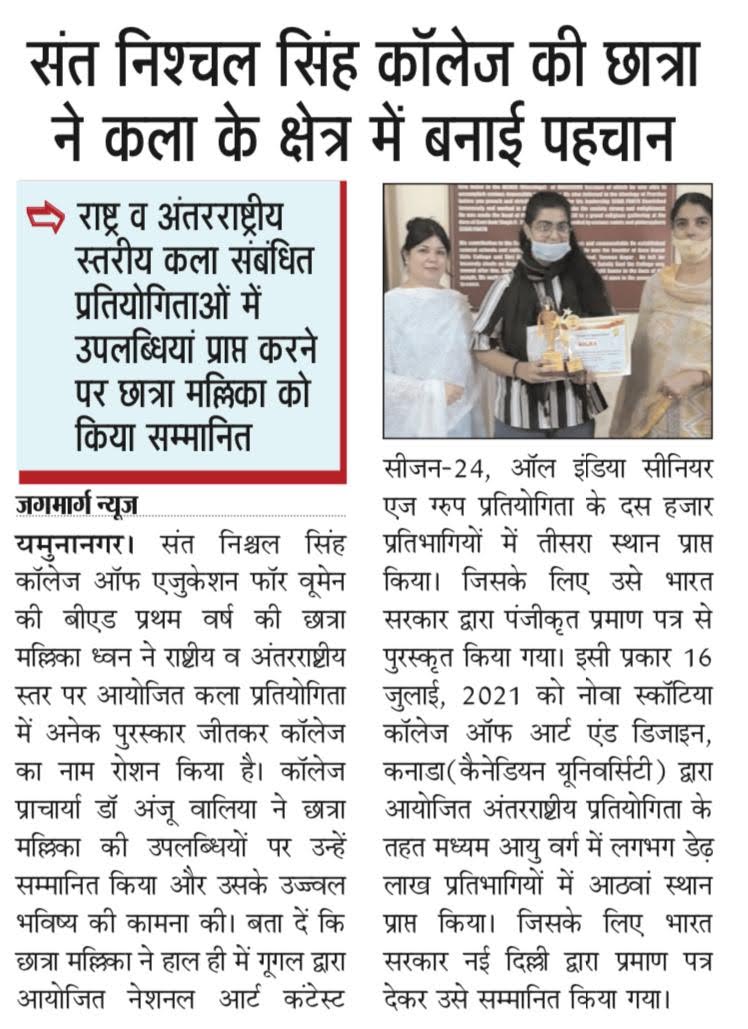 संत निश्चल सिंह कॉलेज की छात्रा
ने कला के क्षेत्र में बनाई पहचान
राष्ट्र व अंतरराष्ट्रीय
स्तरीय कला संबंधित
प्रतियोगिताओं में
उपलब्धियां प्राप्त करने
पर छात्रा मल्लिका को
किया सम्मानित
जगमार्ग न्यूज
यमुनानगर। संत निश्चल सिंह
कॉलेज ऑफ एजुकेशन फॉर वूमेन
की बीएड प्रथम वर्ष की छात्रा
मल्लिका ध्वन ने राष्ट्रीय व अंतरराष्ट्रीय
स्तर पर आयोजित कला प्रतियोगिता
में अनेक पुरस्कार जीतकर कॉलेज
का नाम रोशन किया है। कॉलेज
प्राचार्या डॉ अंजू वालिया ने छात्रा
मल्लिका की उपलब्धियों पर उन्हें
सम्मानित किया और उसके उज्ज्वल
भविष्य की कामना की। बता दें कि
छात्रा मल्लिका ने हाल ही में गूगल द्वारा
आयोजित नेशनल आर्ट कंटेस्ट
सीजन-24, ऑल इंडिया सीनियर
एज ग्रुप प्रतियोगिता के दस हजार
प्रतिभागियों में तीसरा स्थान प्राप्त
किया। जिसके लिए उसे भारत
सरकार द्वारा पंजीकृत प्रमाण पत्र से
पुरस्कृत किया गया। इसी प्रकार 16
जुलाई, 2021 को नोवा स्कॉटिया
कॉलेज ऑफ आर्ट एंड डिजाइन,
कनाडा(कैनेडियन यूनिवर्सिटी) द्वारा
आयोजित अंतरराष्ट्रीय प्रतियोगिता के
तहत मध्यम आयु वर्ग में लगभग डेढ़
लाख प्रतिभागियों में आठवां स्थान
प्राप्त किया। जिसके लिए भारत
सरकार नई दिल्ली द्वारा प्रमाण पत्र
देकर उसे सम्मानित किया गया।